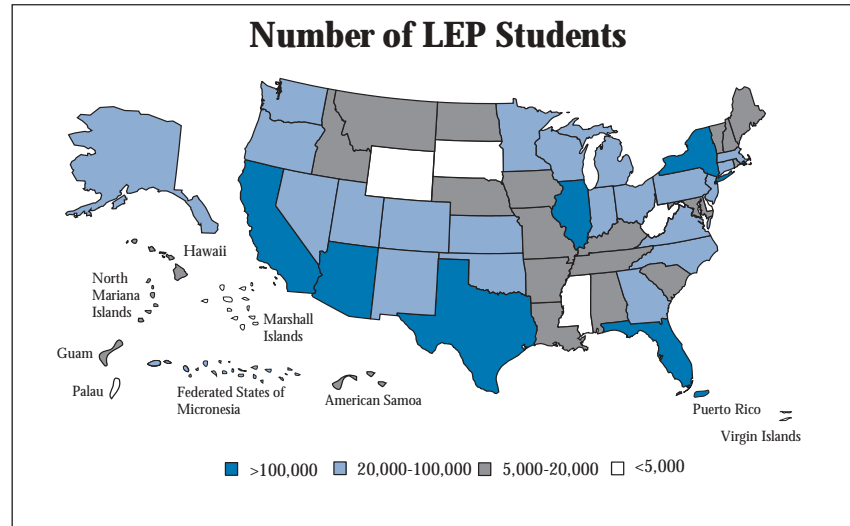 Number of LEP Students
Hawaii
North
Mariana
Islands
Marshall
Islands
Guam
Palau
Federated States of
Micronesia
American Samoa
Puerto Rico
Virgin Islands
>100,000 20,000-100,000 5,000-20,000 <5,000